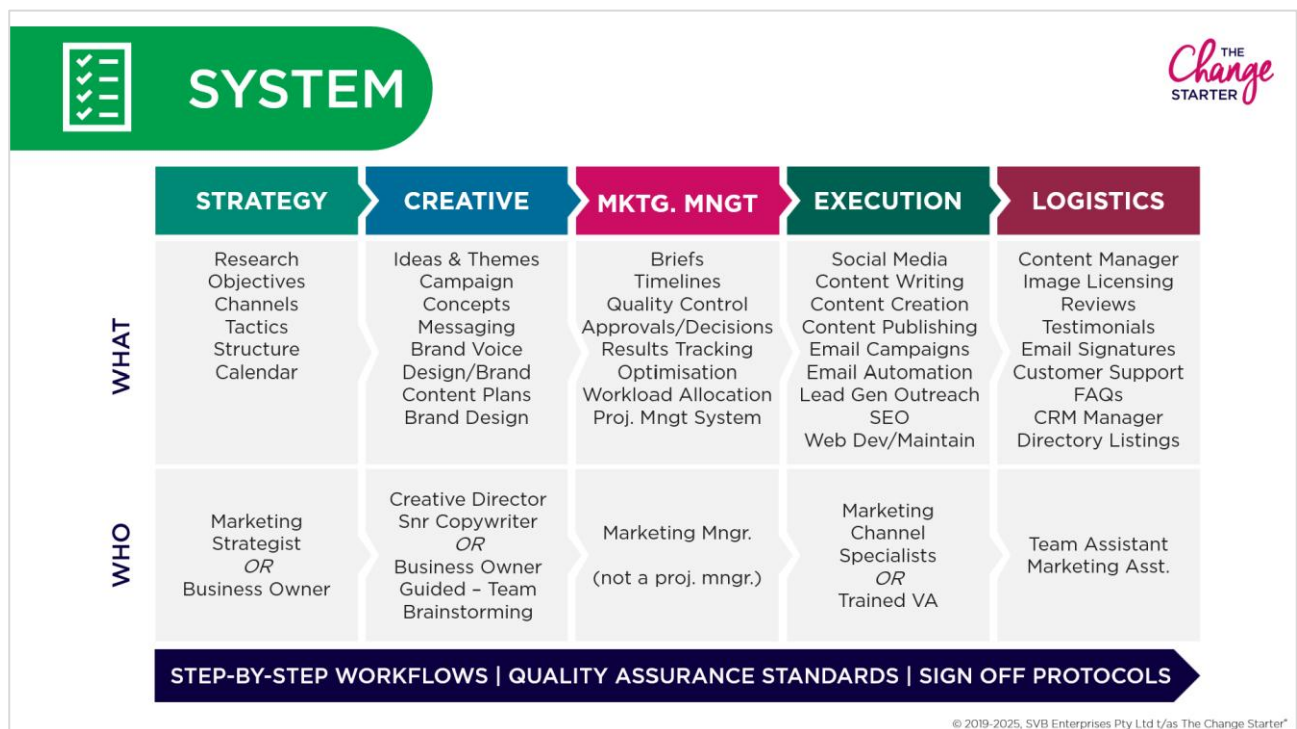 SYSTEM
THE
Change
STARTER
STRATEGY
CREATIVE
MKTG. MNGT
EXECUTION
LOGISTICS
WHAT
Research
Objectives
Channels
Tactics
Structure
Calendar
Ideas & Themes
Campaign
Concepts
Messaging
Brand Voice
Design/Brand
Content Plans
Brand Design
Briefs
Timelines
Quality Control
Approvals/Decisions
Results Tracking
Optimisation
Workload Allocation
Proj. Mngt System
Social Media
Content Writing
Content Creation
Content Publishing
Email Campaigns
Email Automation
Lead Gen Outreach
SEO
Web Dev/Maintain
Content Manager
Image Licensing
Reviews
Testimonials
Email Signatures
Customer Support
FAQs
CRM Manager
Directory Listings
WHO
Marketing
Strategist
OR
Business Owner
Creative Director
Snr Copywriter
OR
Business Owner
Guided – Team
Brainstorming
Marketing Mngr.
(not a proj. mngr.)
Marketing
Channel
Specialists
OR
Trained VA
Team Assistant
Marketing Asst.
STEP-BY-STEP WORKFLOWS | QUALITY ASSURANCE STANDARDS | SIGN OFF PROTOCOLS
© 2019-2025, SVB Enterprises Pty Ltd t/as The Change Starter®